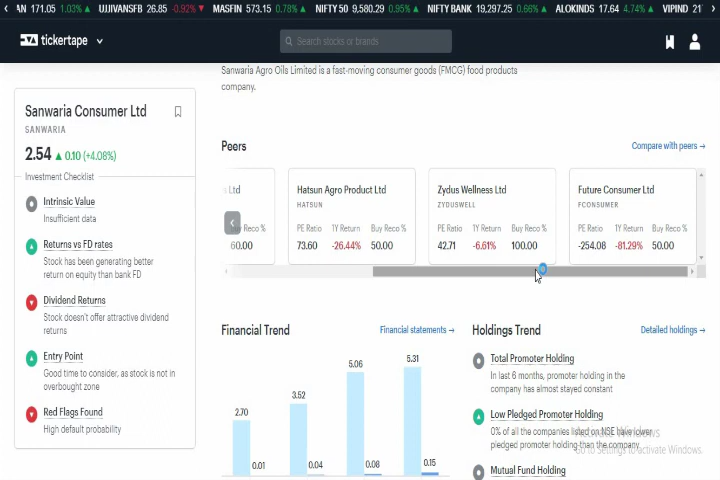 AN 171.05 1.03% ▲ UJJIVANSFB 26.85 -0.92% ▼ MASFIN 573.15 0.78% ▲ NIFTY 50 9,580.29 0.95% ▲ NIFTY BANK 19,297.25 0.66% ▲ ALOKINDS 17.64 4.74% ▲ VIPIND 21
tickertape
Search stocks or brands
Sanwaria Agro Oils Limited is a fast-moving consumer goods (FMCG) food products
company.
Sanwaria Consumer Ltd
SANWARIA
2.54 ▲ 0.10 (+4.08%)
Investment Checklist
Intrinsic Value
Insufficient data
Returns vs FD rates
Stock has been generating better
return on equity than bank FD
Dividend Returns
Stock doesn't offer attractive dividend
returns
Entry Point
Good time to consider, as stock is not in
overbought zone
Red Flags Found
High default probability
Peers
Compare with peers →
Ltd
Reco %
60.00
Hatsun Agro Product Ltd
HATSUN
PE Ratio 1Y Return Buy Reco %
73.60 -26.44% 50.00
Zydus Wellness Ltd
ZYDUSWELL
PE Ratio 1Y Return Buy Reco %
42.71 -6.61% 100.00
Future Consumer Ltd
FCONSUMER
PE Ratio 1Y Return Buy Reco %
-254.08 -81.29% 50.00
Financial Trend
Financial statements →
2.70
0.01
3.52
0.04
5.06
0.08
5.31
0.15
Holdings Trend
Detailed holdings →
Total Promoter Holding
In last 6 months, promoter holding in the
company has almost stayed constant
Low Pledged Promoter Holding
0% of all the companies listed on NSE have lower
pledged promoter holding than the company.
Mutual Fund Holding
Activate Windows
Go to Settings to activate Windows.